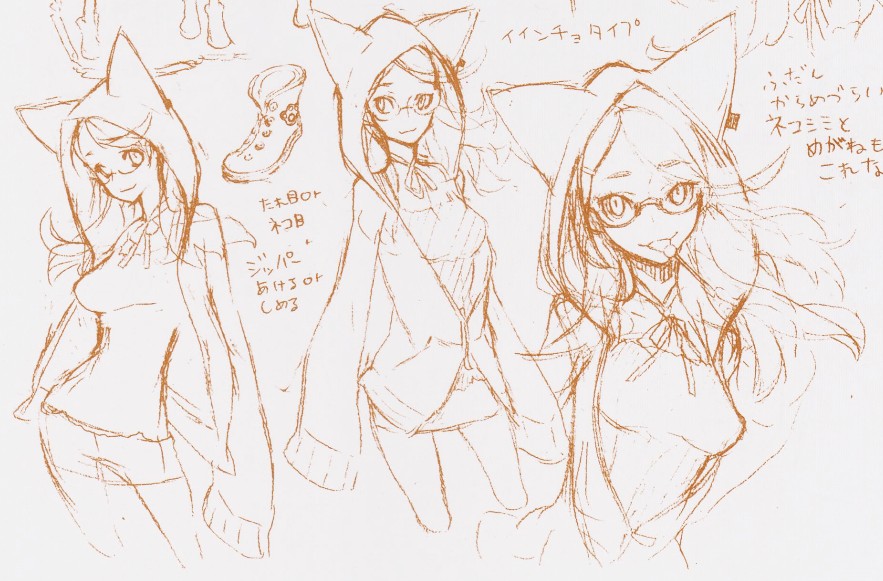 イインチョタイプ
たれ目or
ネコ目
ジッパー
あけるor
しめる
ふだん
からめづらい
ネコミミと
めがねも
これな